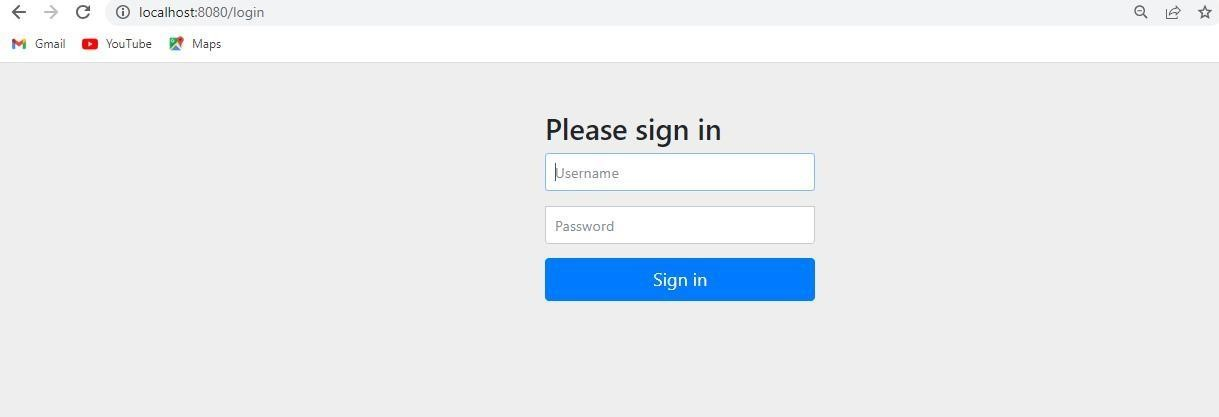 localhost:8080/login
Gmail YouTube Maps
Please sign in
Username
Password
Sign in